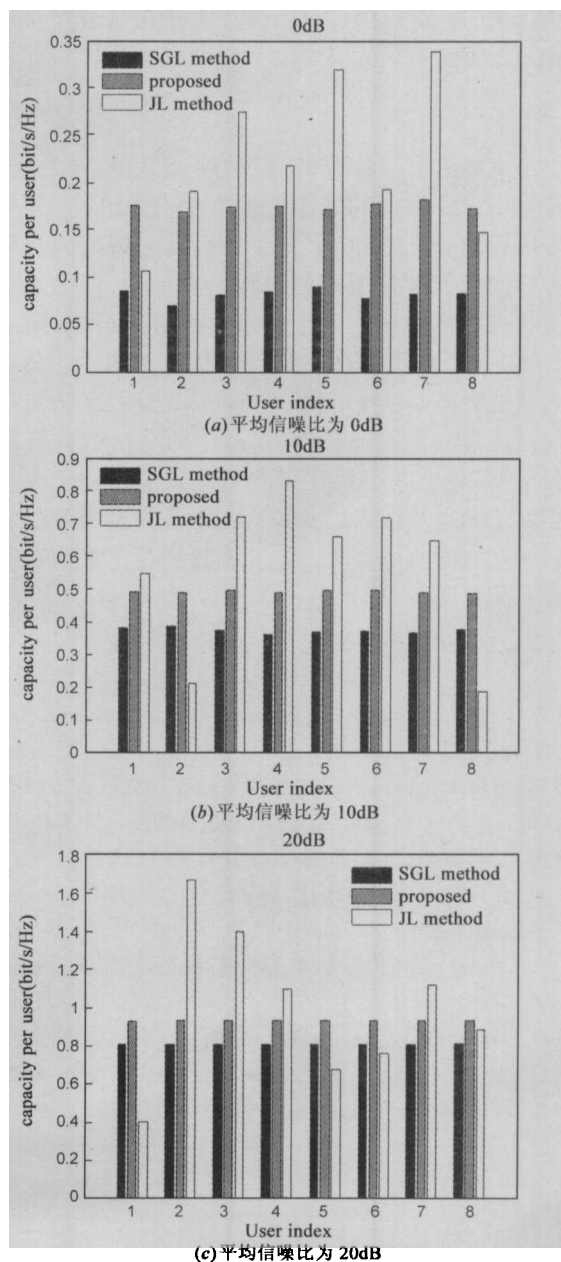 0dB
0.35
0.3
0.25
0.2
0.15
0.1
0.05
0
capacity per user(bit/s/Hz)
SGL method
proposed
JL method
1 2 3 4 5 6 7 8
User index
(a)平均信噪比为 0dB
10dB
0.9
0.8
0.7
0.6
0.5
0.4
0.3
0.2
0.1
0
capacity per user(bit/s/Hz)
SGL method
proposed
JL method
1 2 3 4 5 6 7 8
User index
(b)平均信噪比为 10dB
20dB
1.8
1.6
1.4
1.2
1
0.8
0.6
0.4
0.2
0
capacity per user(bit/s/Hz)
SGL method
proposed
JL method
1 2 3 4 5 6 7 8
User index
(c)平均信噪比为 20dB